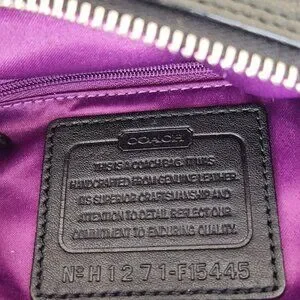 COACH
THIS IS A COACH BAG. IT WAS
HANDCRAFTED FROM GENUINE LEATHER
ITS SUPERIOR CRAFTSMANSHIP AND
ATTENTION TO DETAIL REFLECT OUR
COMMITMENT TO ENDURING QUALITY.
Nº H1271-F15445